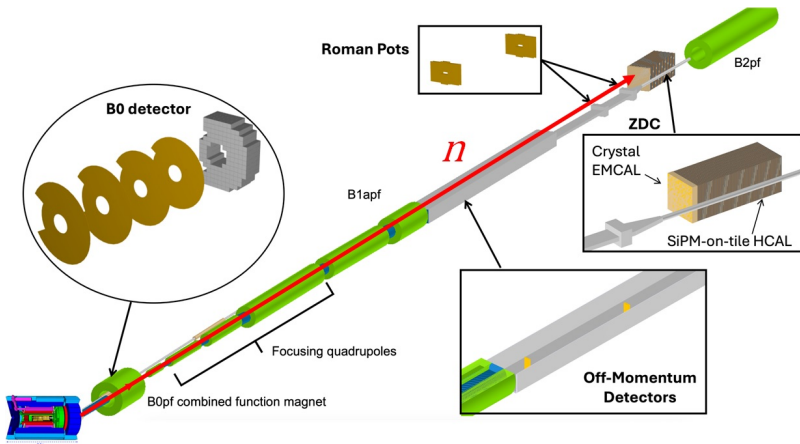 Roman Pots
B2pf
B0 detector
ZDC
n
Crystal
EMCAL
B1apf
SiPM-on-tile HCAL
Focusing quadrupoles
B0pf combined function magnet
Off-Momentum
Detectors